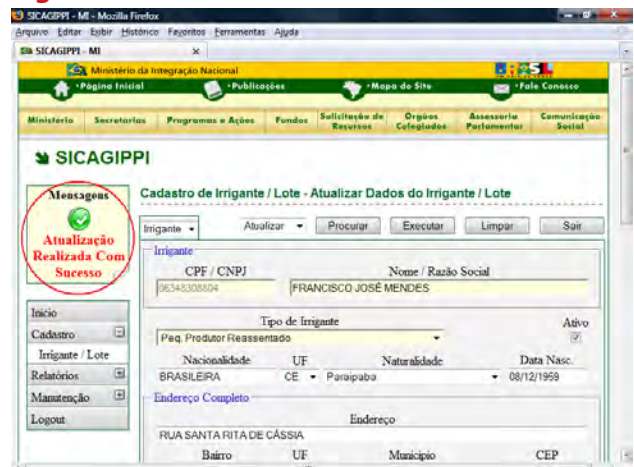 SICAGIPPI - MI - Mozilla Firefox
Arquivo Editar Exibir Histórico Favoritos Ferramentas Ajuda
SICAGIPPI - MI ×
Ministério da Integração Nacional
Página Inicial Publicações Mapa do Site Fale Conosco
Ministério Secretarias Programas e Ações Fundos Solicitação de Recursos Órgãos Colegiados Assessoria Parlamentar Comunicação Social
SICAGIPPI
Mensagens
Atualização
Realizada Com
Sucesso
Início
Cadastro
Irrigante / Lote
Relatórios
Manutenção
Logout
Cadastro de Irrigante / Lote - Atualizar Dados do Irrigante / Lote
Irrigante Atualizar Procurar Executar Limpar Sair
Irrigante
CPF / CNPJ Nome / Razão Social
06348308804 FRANCISCO JOSÉ MENDES
Tipo de Irrigante Ativo
Peq. Produtor Reassentado
Nacionalidade UF Naturalidade Data Nasc.
BRASILEIRA CE Paraipaba 08/12/1959
Endereço Completo
Endereço
RUA SANTA RITA DE CÁSSIA
Bairro UF Município CEP